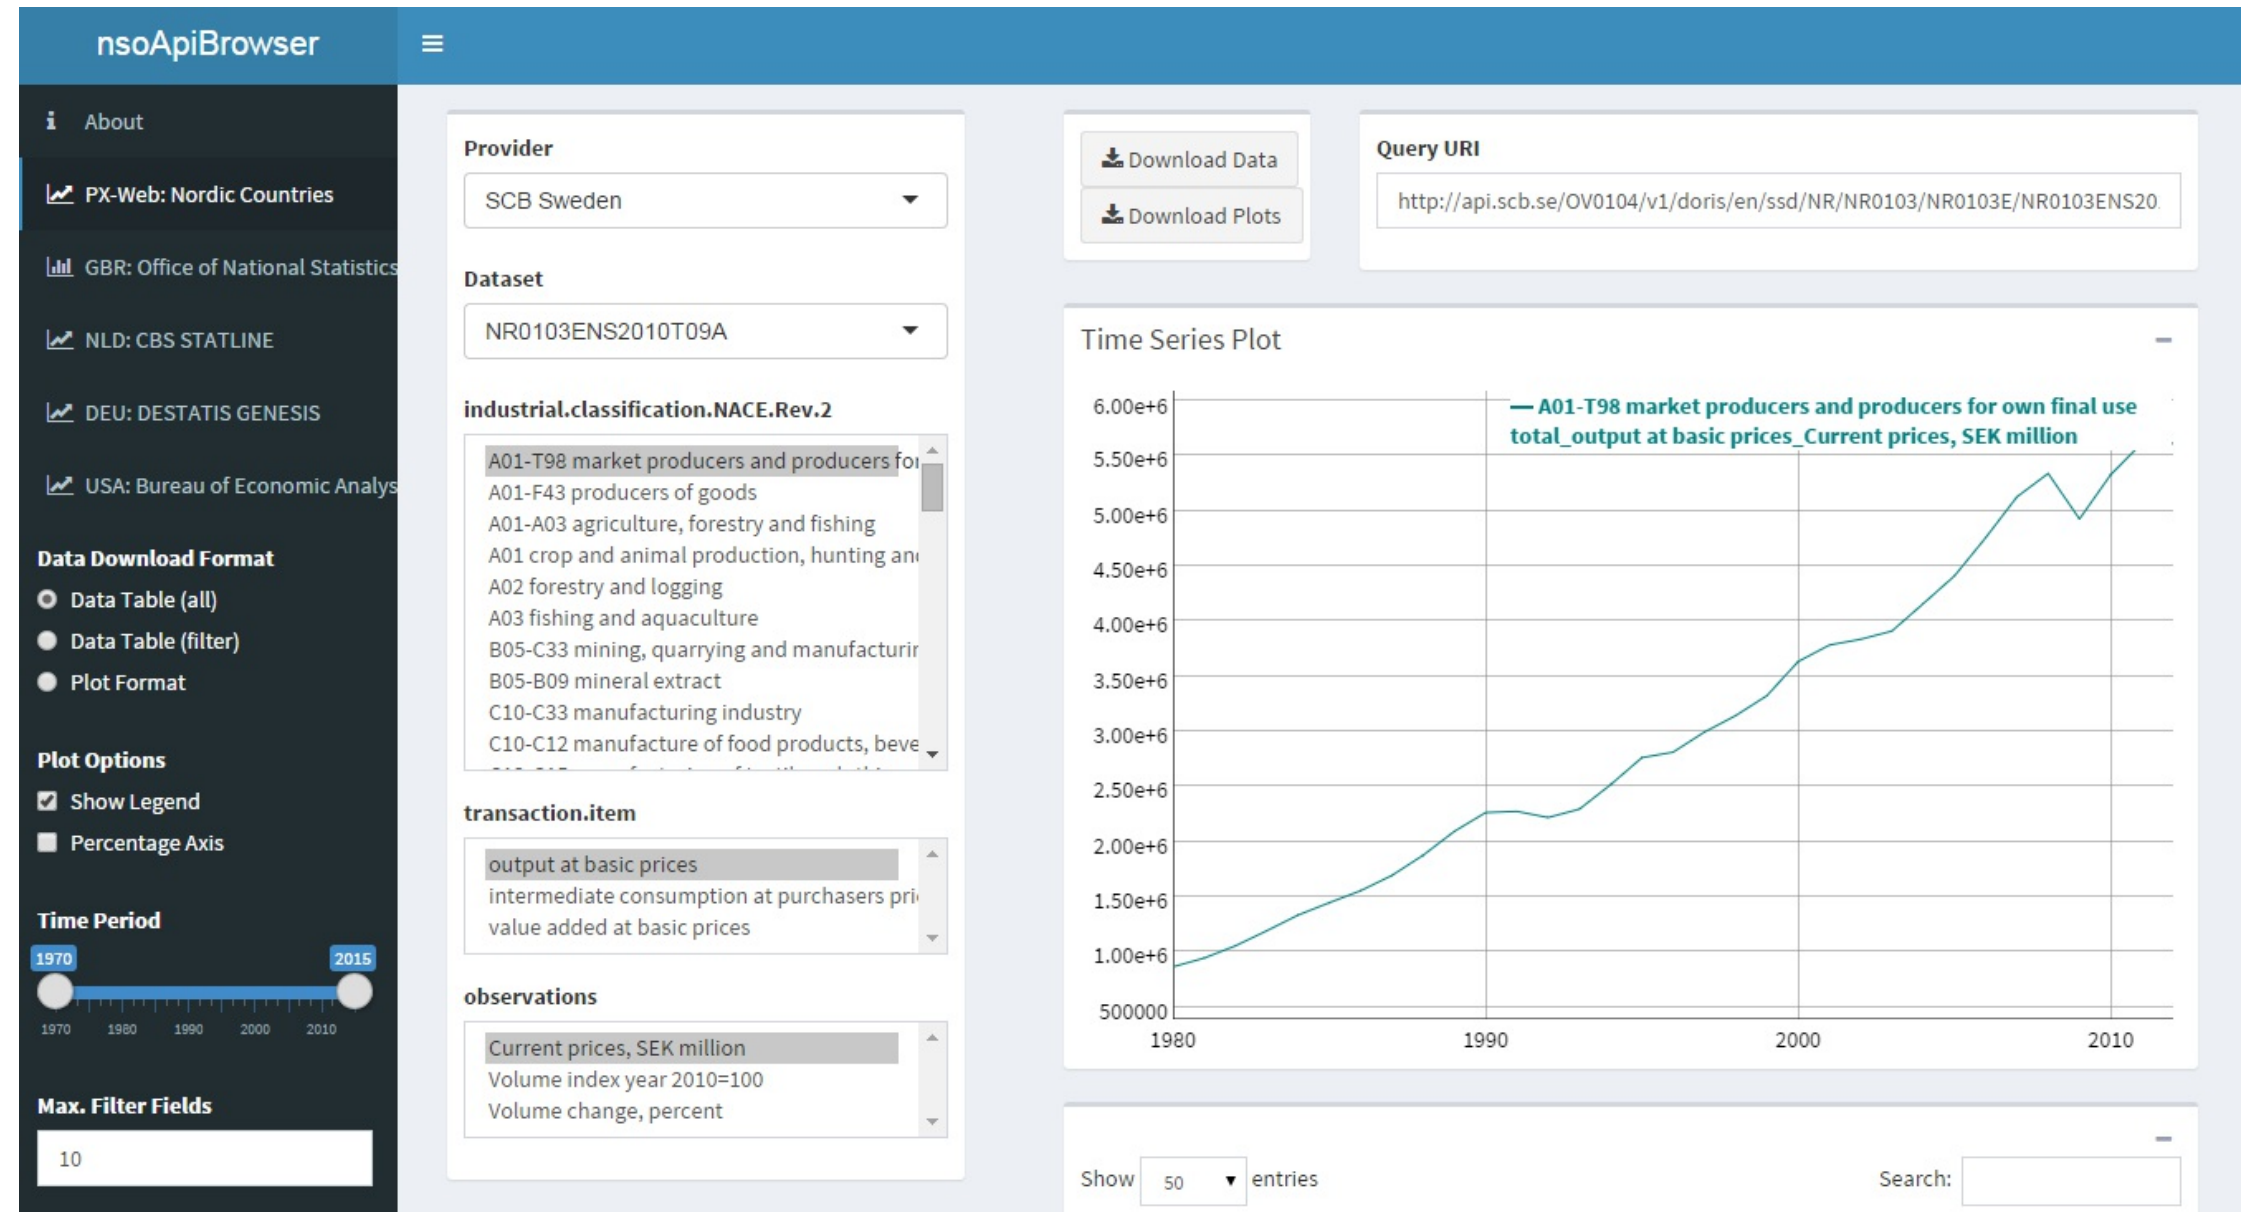 nsoApiBrowser
About
PX-Web: Nordic Countries
GBR: Office of National Statistics
NLD: CBS STATLINE
DEU: DESTATIS GENESIS
USA: Bureau of Economic Analys
Data Download Format
Data Table (all)
Data Table (filter)
Plot Format
Plot Options
Show Legend
Percentage Axis
Time Period
1970 2015
1970 1980 1990 2000 2010
Max. Filter Fields
10
Provider
SCB Sweden
Dataset
NR0103ENS2010T09A
industrial.classification.NACE.Rev.2
A01-T98 market producers and producers for
A01-F43 producers of goods
A01-A03 agriculture, forestry and fishing
A01 crop and animal production, hunting and
A02 forestry and logging
A03 fishing and aquaculture
B05-C33 mining, quarrying and manufacturin
B05-B09 mineral extract
C10-C33 manufacturing industry
C10-C12 manufacture of food products, beve
transaction.item
output at basic prices
intermediate consumption at purchasers pri
value added at basic prices
observations
Current prices, SEK million
Volume index year 2010=100
Volume change, percent
Download Data
Download Plots
Query URI
http://api.scb.se/OV0104/v1/doris/en/ssd/NR/NR0103/NR0103E/NR0103ENS20
Time Series Plot
A01-T98 market producers and producers for own final use
total_output at basic prices_Current prices, SEK million
6.00e+6
5.50e+6
5.00e+6
4.50e+6
4.00e+6
3.50e+6
3.00e+6
2.50e+6
2.00e+6
1.50e+6
1.00e+6
500000
1980 1990 2000 2010
Show 50 entries
Search: